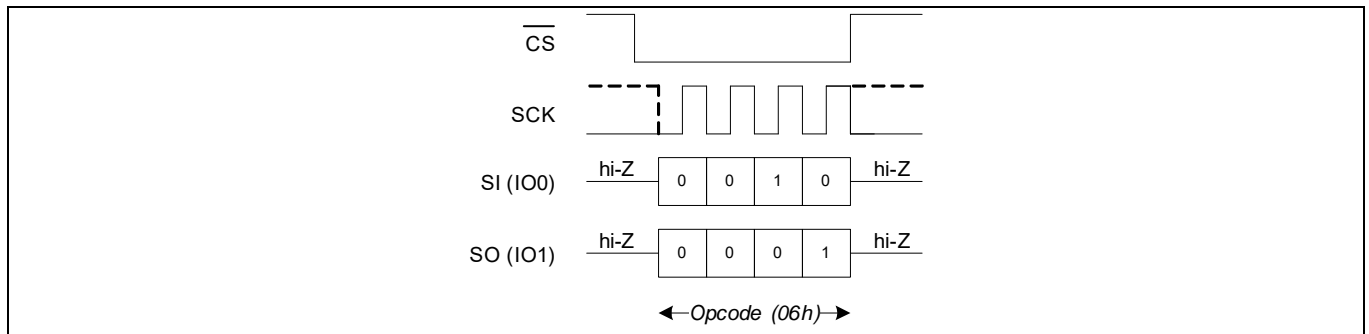 CS
SCK
SI (IO0) hi-Z 0 0 1 0 hi-Z
SO (IO1) hi-Z 0 0 0 1 hi-Z
Opcode (06h)